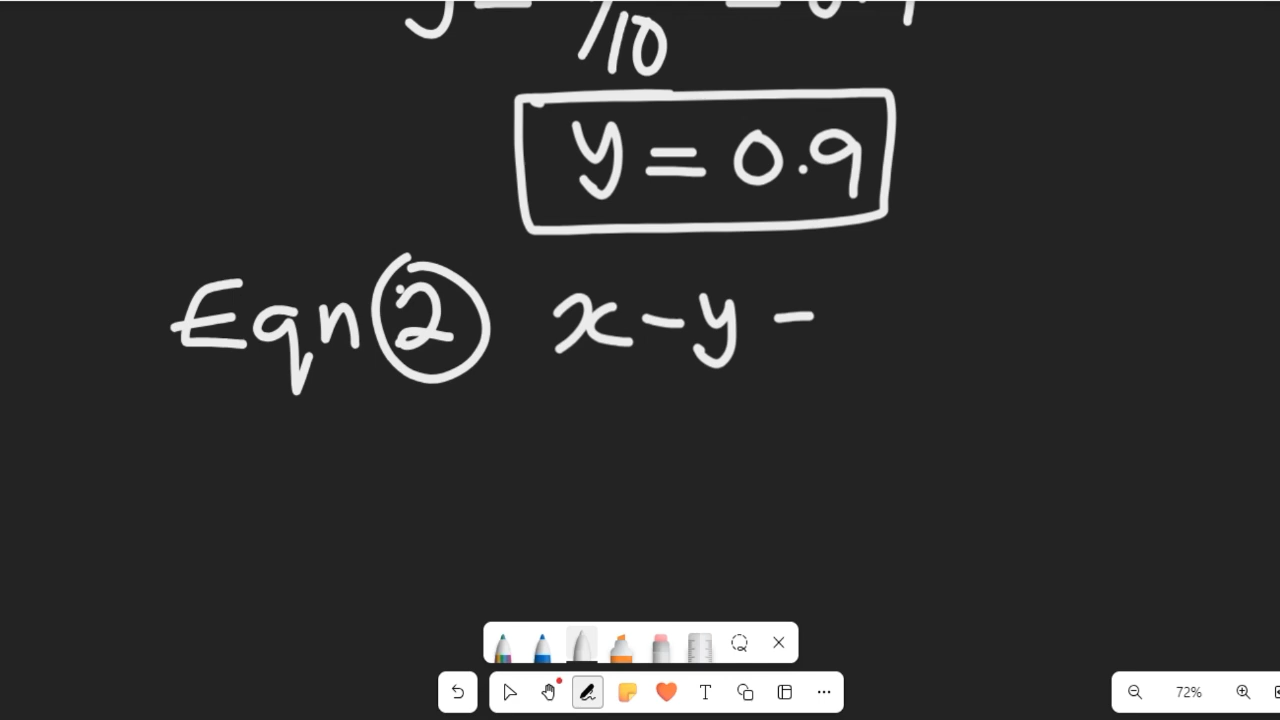 /10
y = 0.9
Eqn ② x - y -
T
72%